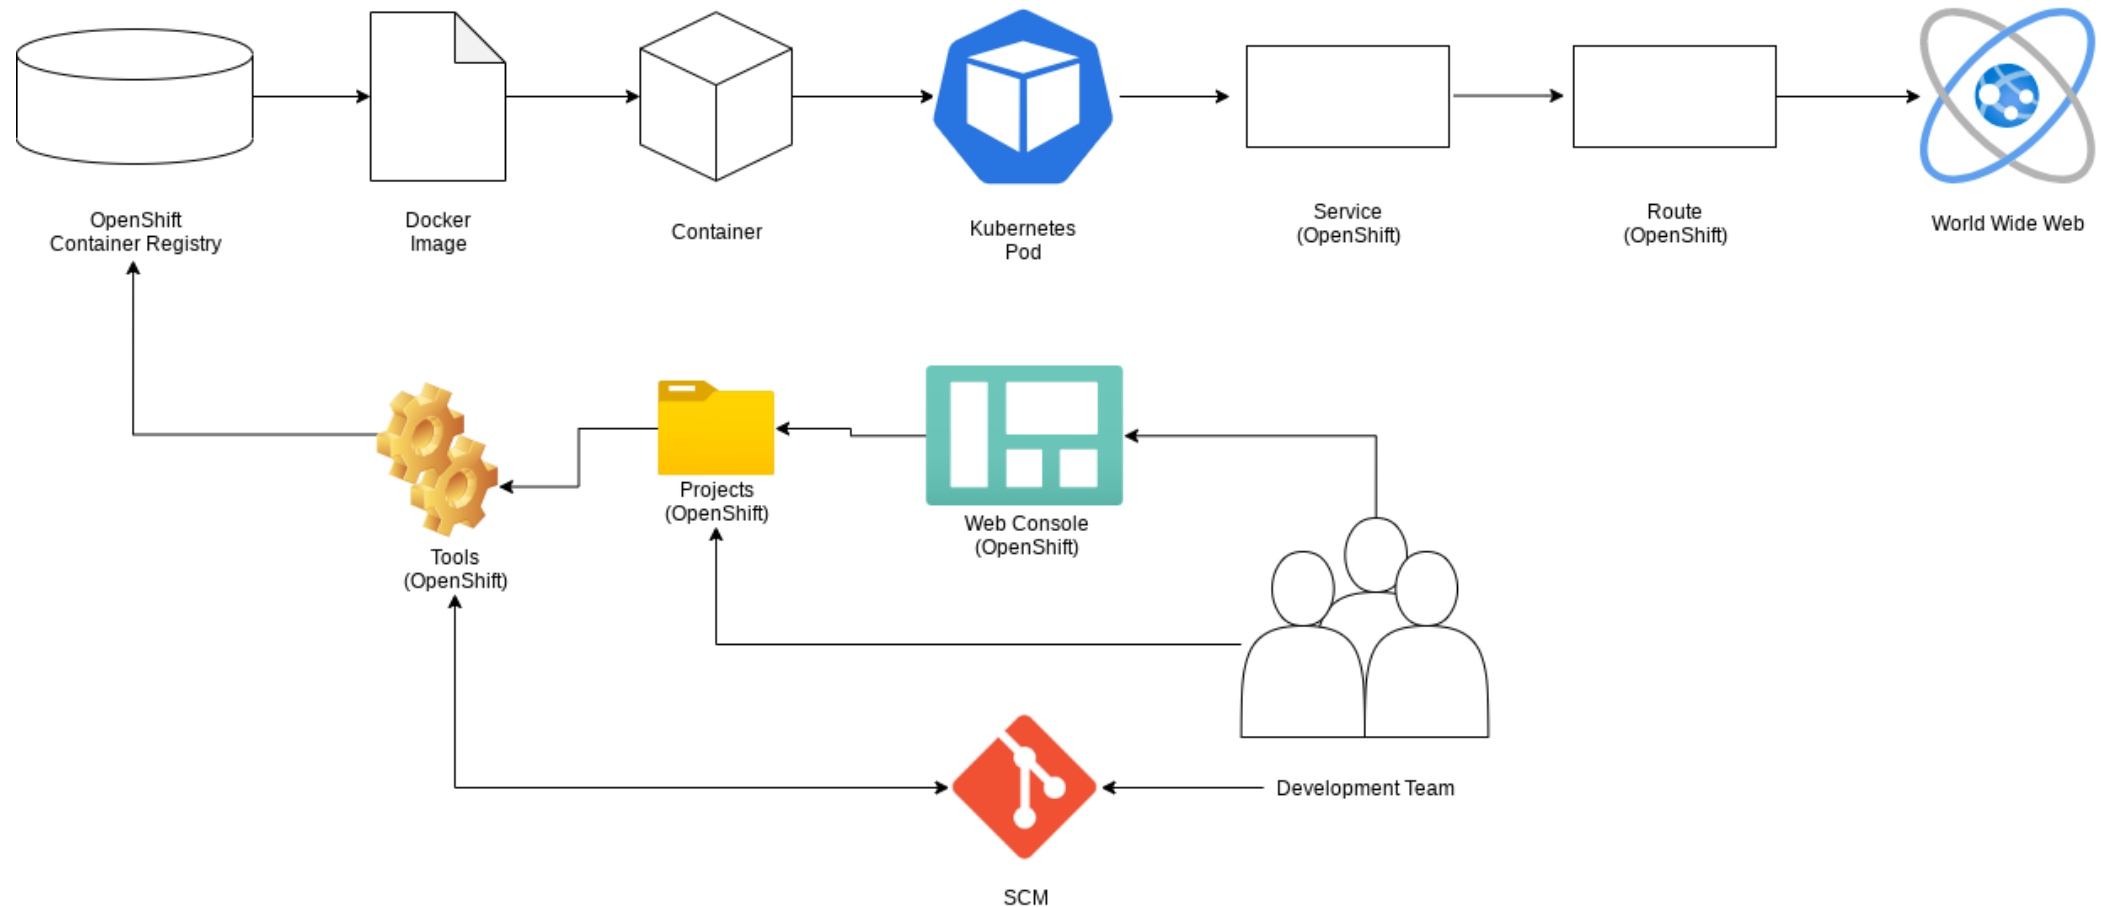 OpenShift
Container Registry
Docker
Image
Container
Kubernetes
Pod
Service
(OpenShift)
Route
(OpenShift)
World Wide Web
Tools
(OpenShift)
Projects
(OpenShift)
Web Console
(OpenShift)
Development Team
SCM